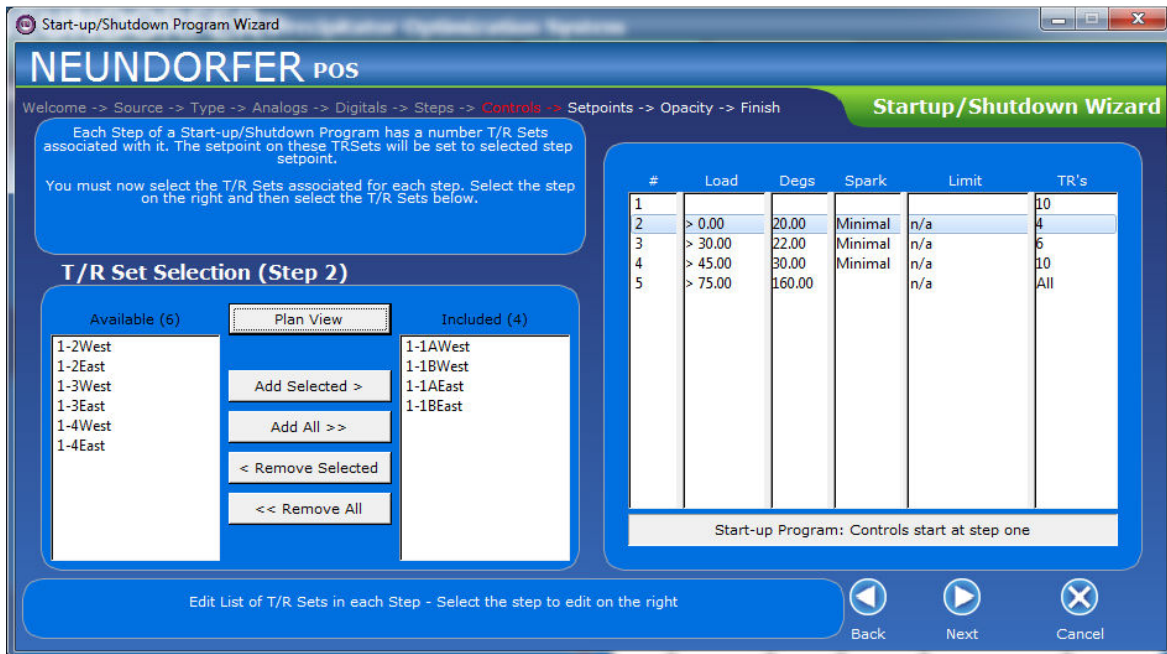 Start-up/Shutdown Program Wizard
NEUNDORFER POS
Welcome -> Source -> Type -> Analogs -> Digitals -> Steps -> Controls -> Setpoints -> Opacity -> Finish
Startup/Shutdown Wizard
Each Step of a Start-up/Shutdown Program has a number T/R Sets
associated with it. The setpoint on these TRSets will be set to selected step
setpoint.
You must now select the T/R Sets associated for each step. Select the step
on the right and then select the T/R Sets below.
T/R Set Selection (Step 2)
Available (6)
1-2West
1-2East
1-3West
1-3East
1-4West
1-4East
Plan View
Add Selected >
Add All >>
< Remove Selected
<< Remove All
Included (4)
1-1AWest
1-1BWest
1-1AEast
1-1BEast
# Load Degs Spark Limit TR's
1 10
2 > 0.00 20.00 Minimal n/a 4
3 > 30.00 22.00 Minimal n/a 6
4 > 45.00 30.00 Minimal n/a 10
5 > 75.00 160.00 n/a All
Start-up Program: Controls start at step one
Edit List of T/R Sets in each Step - Select the step to edit on the right
Back
Next
Cancel